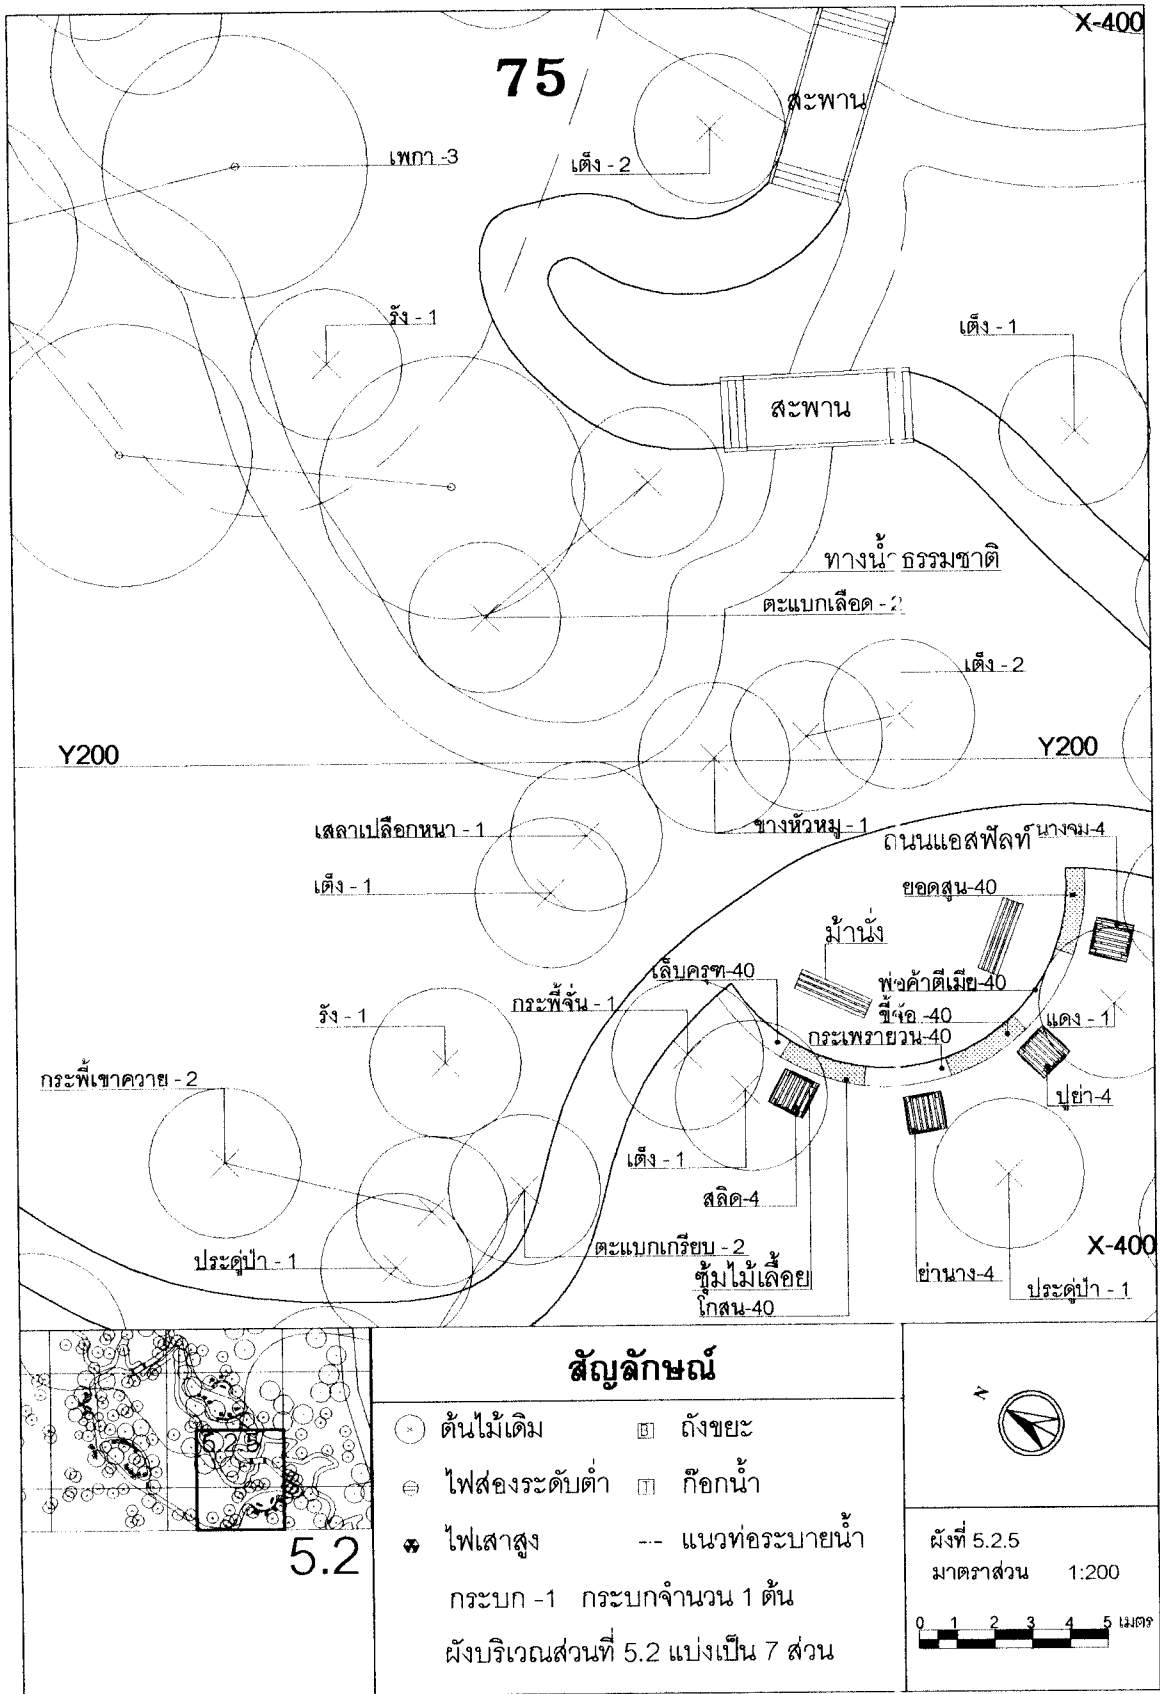 X-400
75
สะพาน
เพกา -3
เต็ง - 2
รัง - 1
เต็ง - 1
สะพาน
ทางน้ำธรรมชาติ
ตะแบกเลือด - 2
เต็ง - 2
Y200
Y200
เสลาเปลือกหนา - 1
ขางหัวหมู - 1
ถนนแอสฟัลท์
นางจม-4
เต็ง - 1
ยอดสูน-40
ม้านั่ง
เล็บครุฑ-40
พ่อค้าตีเมีย-40
กระพี้จั่น - 1
ขี้จ๊อ -40
แดง - 1
รัง - 1
กระเพรายวน-40
กระพี้เขาควาย - 2
ปูย่า-4
เต็ง - 1
สลิด-4
X-400
ตะแบกเกรียบ - 2
ประดู่ป่า - 1
ซุ้มไม้เลื้อย
ย่านาง-4
ประดู่ป่า - 1
โกสน-40
สัญลักษณ์
N
ต้นไม้เดิม
B ถังขยะ
5.2.5
ไฟส่องระดับต่ำ
T ก๊อกน้ำ
ไฟเสาสูง
--- แนวท่อระบายน้ำ
5.2
ผังที่ 5.2.5
มาตราส่วน 1:200
กระบก -1 กระบกจำนวน 1 ต้น
0 1 2 3 4 5 เมตร
ผังบริเวณส่วนที่ 5.2 แบ่งเป็น 7 ส่วน